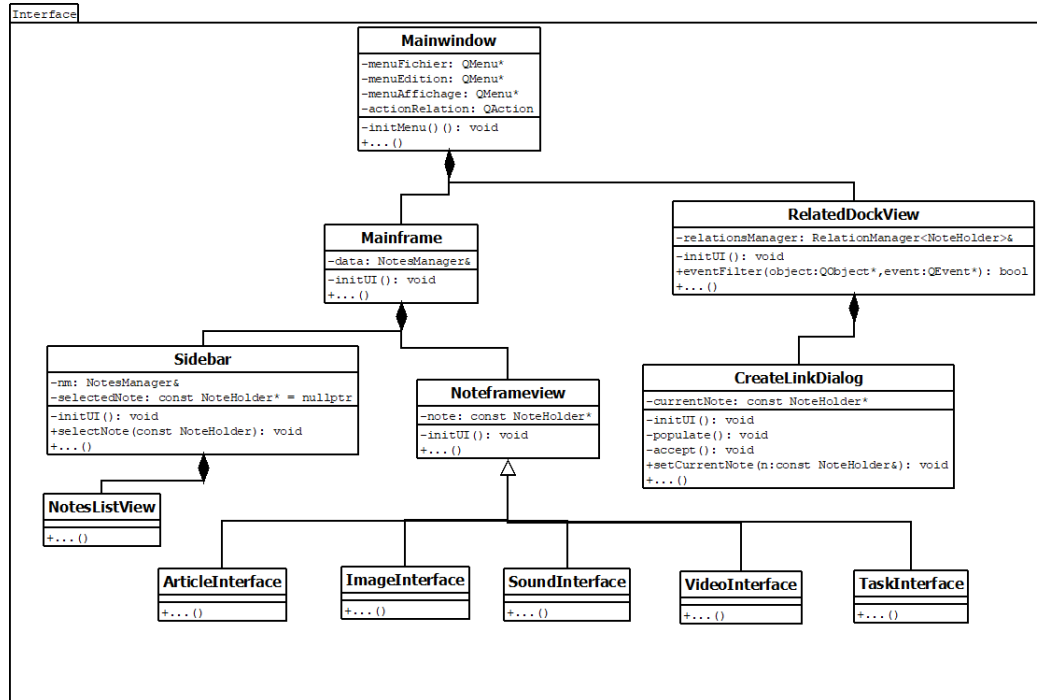 Interface
Mainwindow
-menuFichier: QMenu*
-menuEdition: QMenu*
-menuAffichage: QMenu*
-actionRelation: QAction
-initMenu()(): void
+...()
Mainframe
-data: NotesManager&
-initUI(): void
+...()
RelatedDockView
-relationsManager: RelationManager<NoteHolder>&
-initUI(): void
+eventFilter(object:QObject*,event:QEvent*): bool
+...()
Sidebar
-nm: NotesManager&
-selectedNote: const NoteHolder* = nullptr
-initUI(): void
+selectNote(const NoteHolder): void
+...()
Noteframeview
-note: const NoteHolder*
-initUI(): void
+...()
CreateLinkDialog
-currentNote: const NoteHolder*
-initUI(): void
-populate(): void
-accept(): void
+setCurrentNote(n:const NoteHolder&): void
+...()
NotesListView
+...()
ArticleInterface
+...()
ImageInterface
+...()
SoundInterface
+...()
VideoInterface
+...()
TaskInterface
+...()